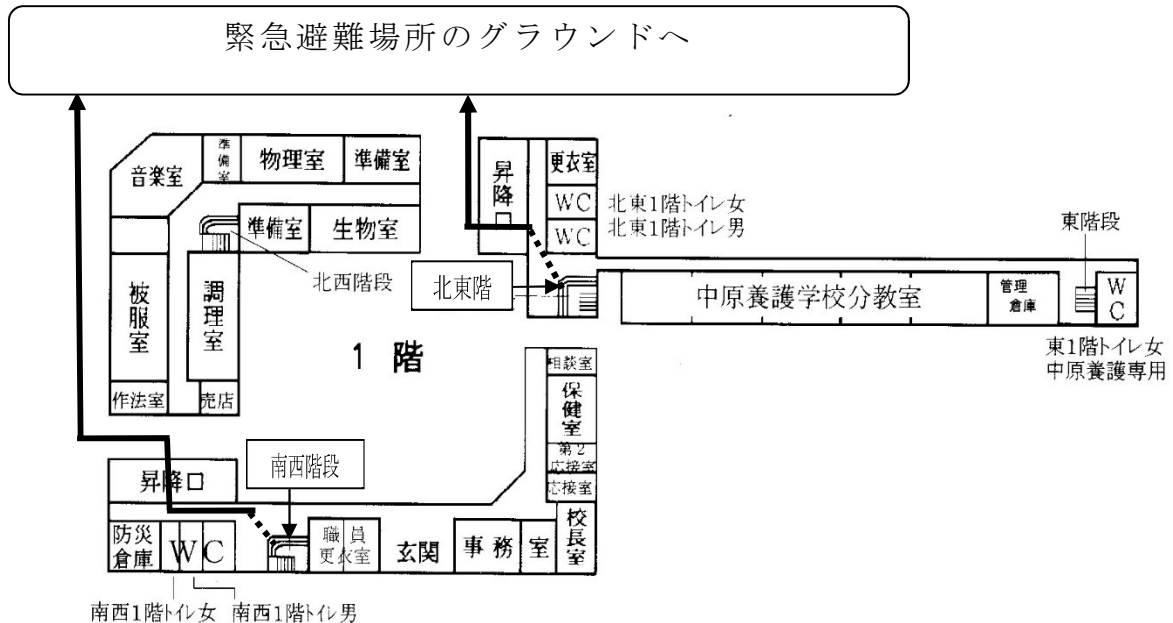 緊急避難場所のグラウンドへ
音楽室
準備室
物理室
準備室
昇降口
更衣室
WC
北東1階トイレ女
WC
北東1階トイレ男
東階段
準備室
生物室
北西階段
北東階
中原養護学校分教室
管理倉庫
WC
被服室
調理室
1階
東1階トイレ女
中原養護専用
相談室
保健室
作法室
売店
第2応接室
応接室
昇降口
南西階段
校長室
防災倉庫
WC
職員更衣室
玄関
事務室
南西1階トイレ女
南西1階トイレ男